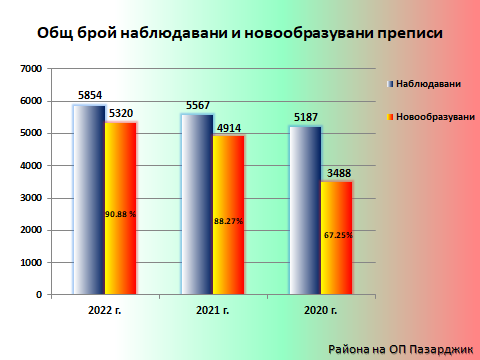 Общ брой наблюдавани и новообразувани преписи
7000
6000
5000
4000
3000
2000
1000
0
5854
5320
90.88 %
5567
4914
88.27%
5187
3488
67.25%
2022 г.
2021 г.
2020 г.
Наблюдавани
Новообразувани
Района на ОП Пазарджик